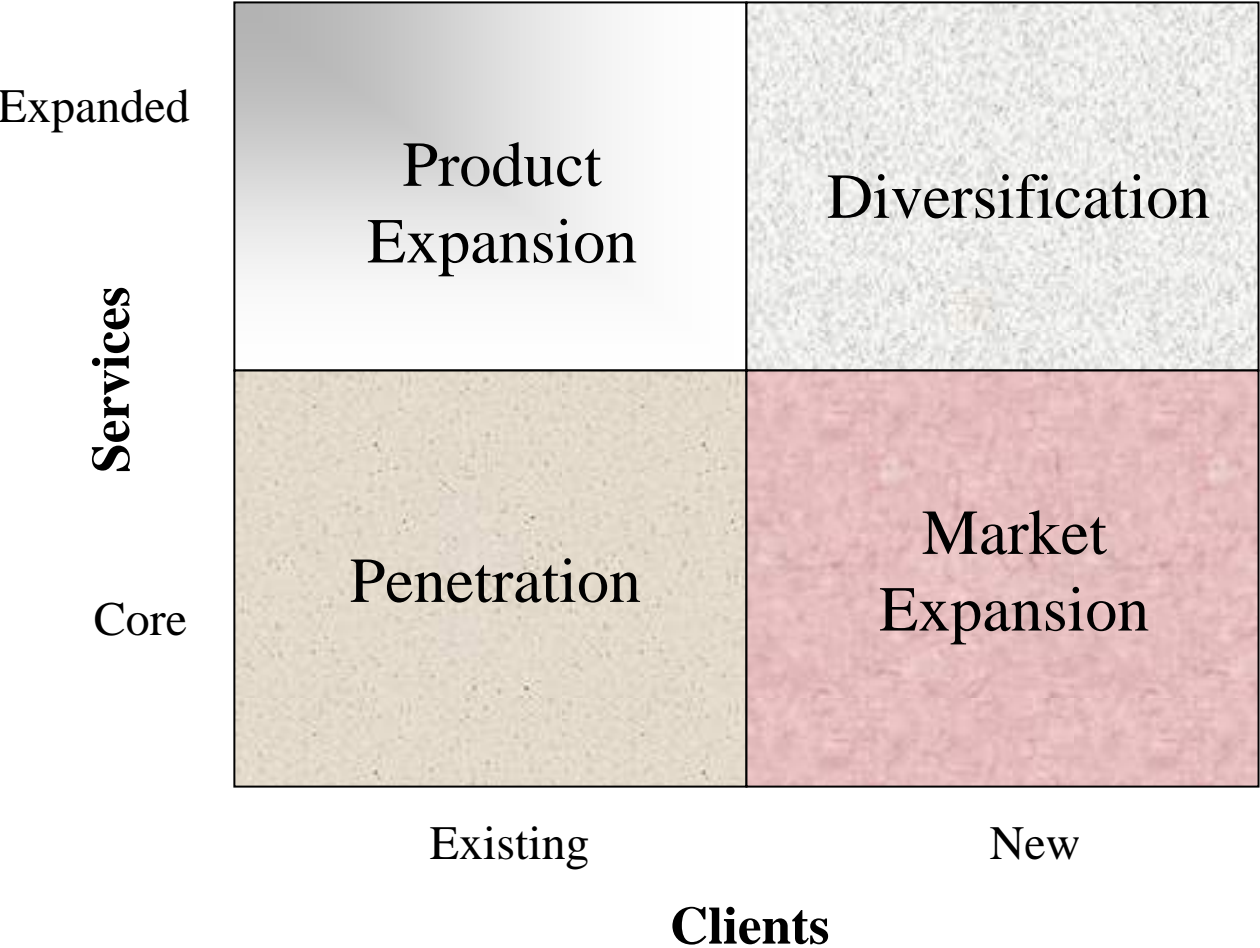 Expanded
Product
Expansion
Diversification
Services
Core
Penetration
Market
Expansion
Existing
New
Clients